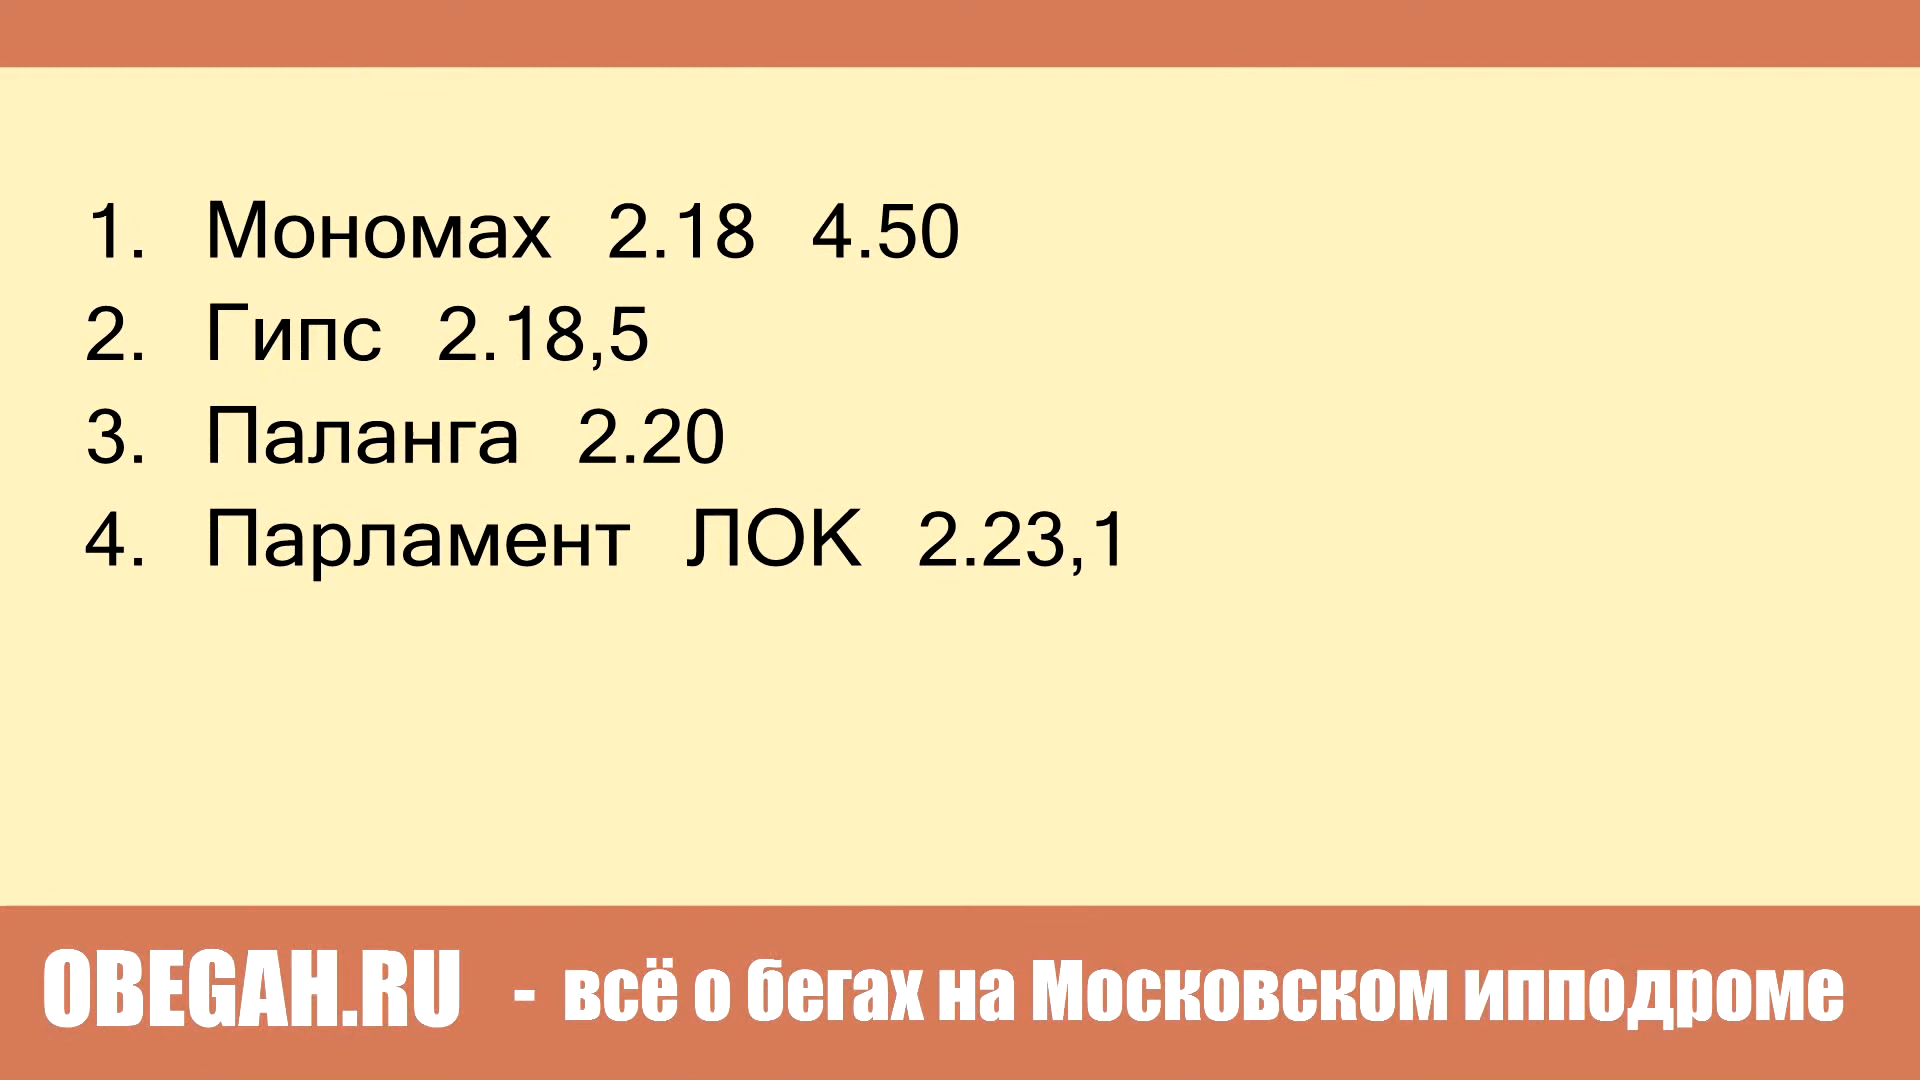 1. Мономах 2.18 4.50
2. Гипс 2.18,5
3. Паланга 2.20
4. Парламент ЛОК 2.23,1
OBEGAH.RU - всё о бегах на Московском ипподроме